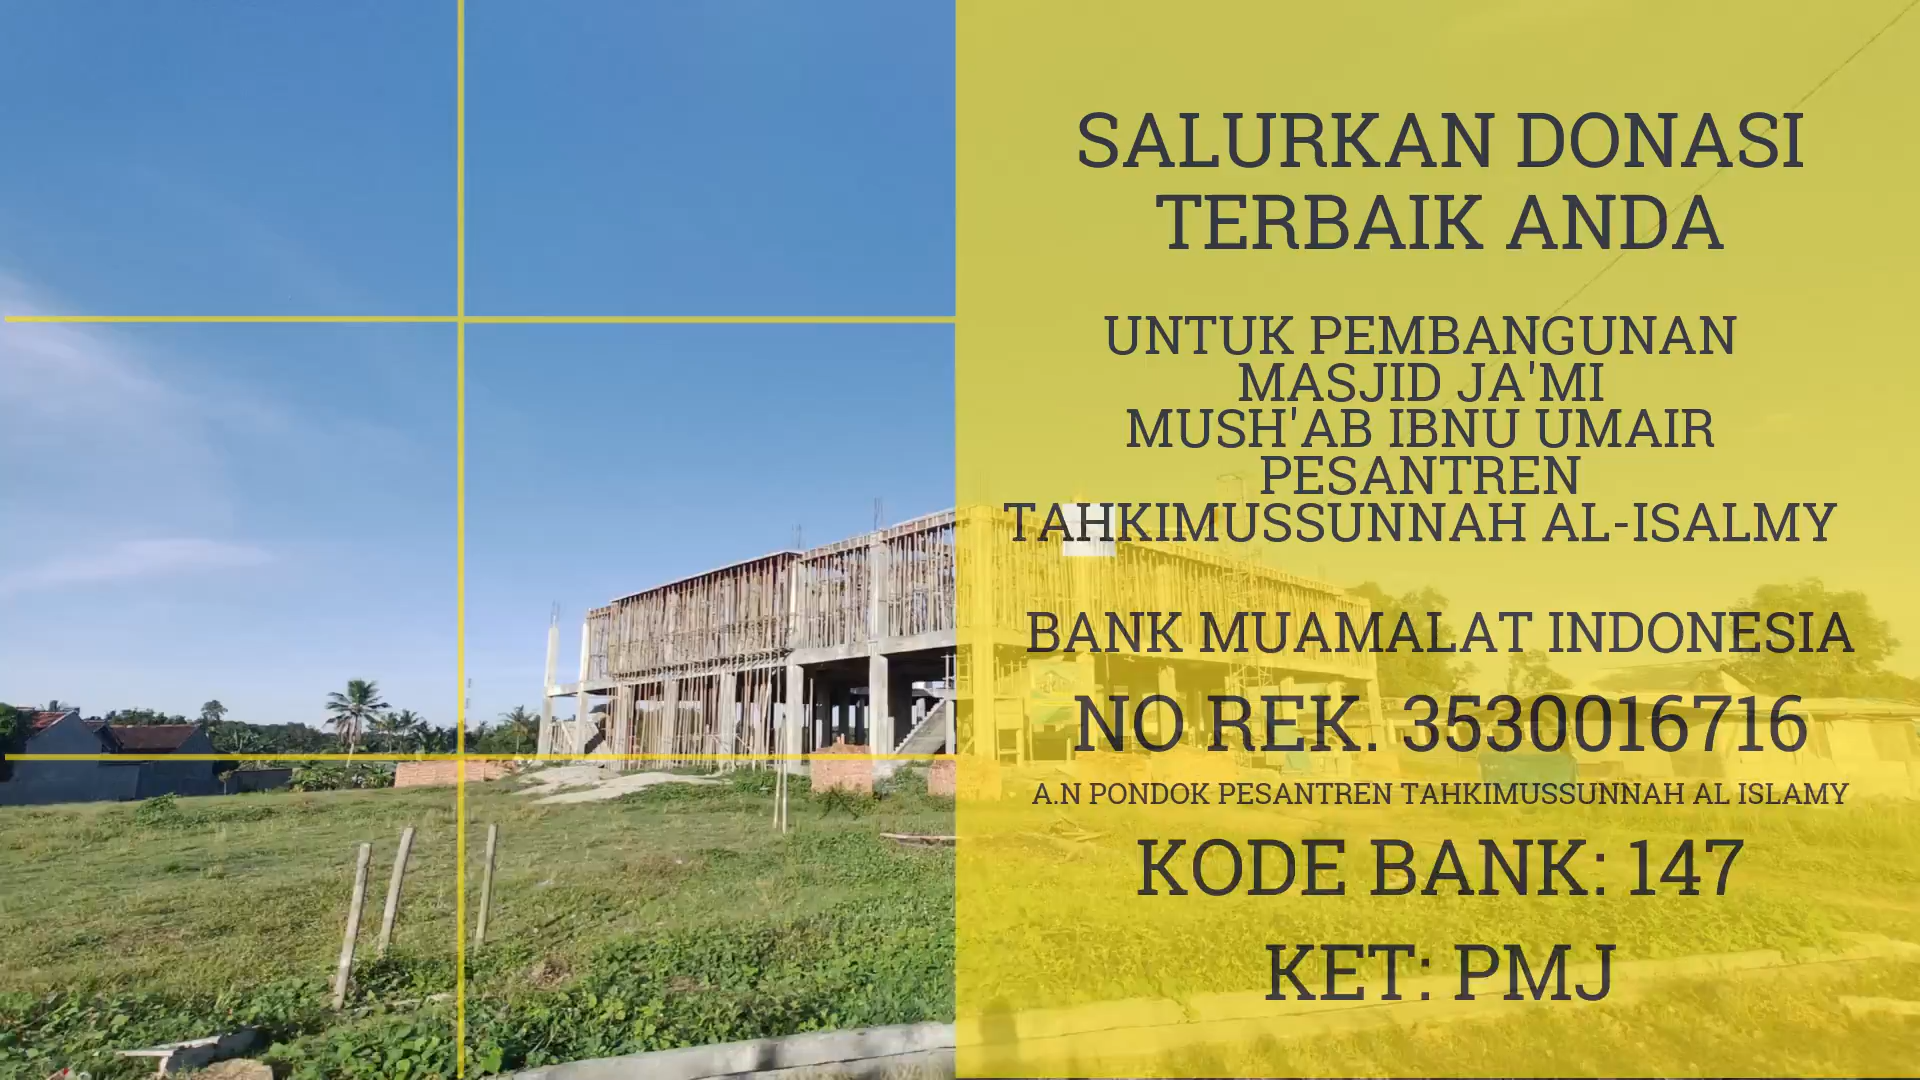 SALURKAN DONASI
TERBAIK ANDA
UNTUK PEMBANGUNAN
MASJID JA'MI
MUSH'AB IBNU UMAIR
PESANTREN
TAHKIMUSSUNNAH AL-ISALMY
BANK MUAMALAT INDONESIA
NO REK. 3530016716
A.N PONDOK PESANTREN TAHKIMUSSUNNAH AL ISLAMY
KODE BANK: 147
KET: PMJ